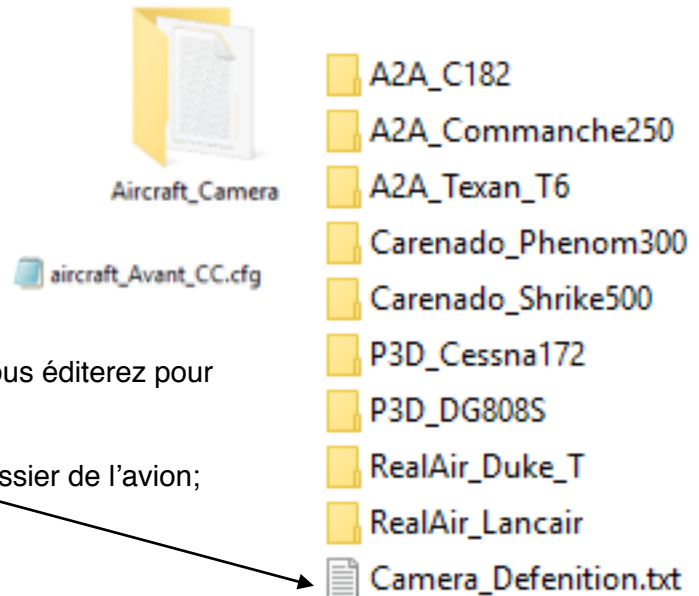 Aircraft_Camera
aircraft_Avant_CC.cfg
ous éditerez pour
ssier de l’avion;
A2A_C182
A2A_Commanche250
A2A_Texan_T6
Carenado_Phenom300
Carenado_Shrike500
P3D_Cessna172
P3D_DG808S
RealAir_Duke_T
RealAir_Lancair
Camera_Defenition.txt